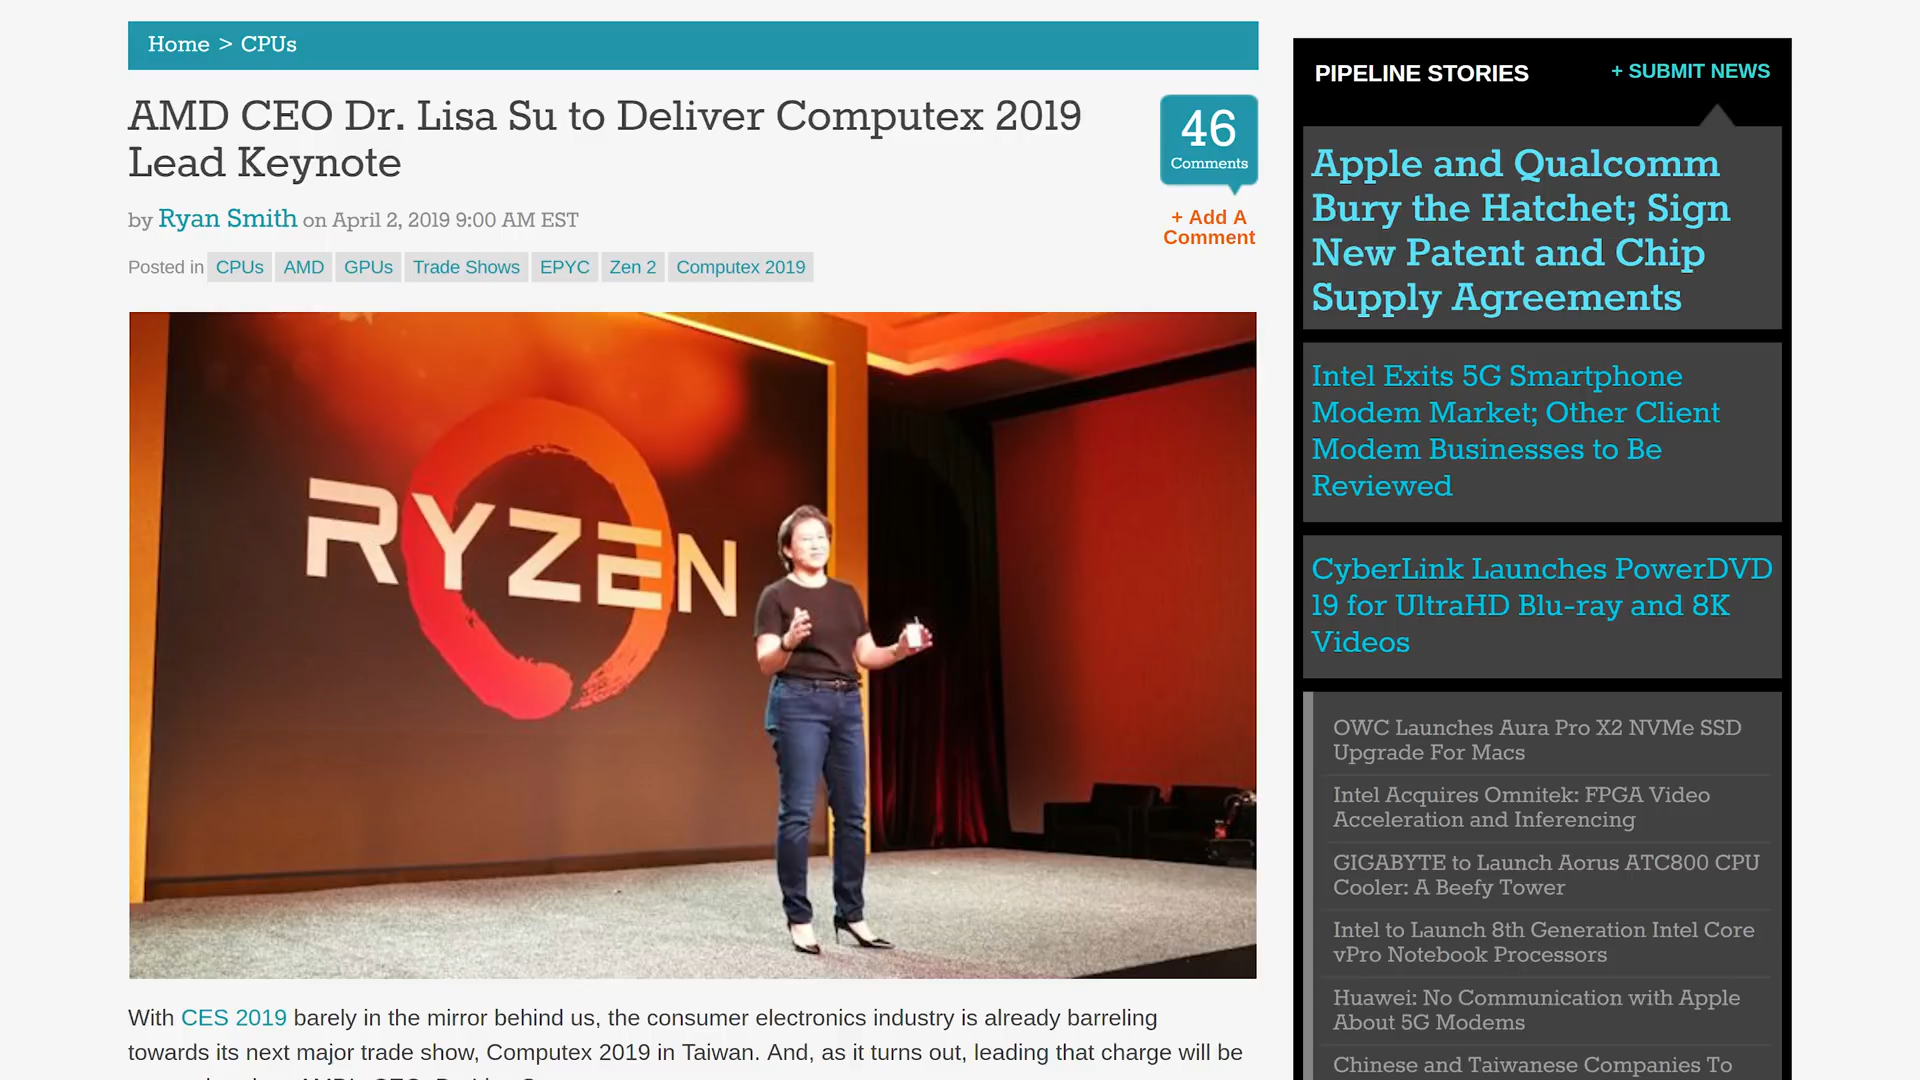 Home > CPUs
AMD CEO Dr. Lisa Su to Deliver Computex 2019
Lead Keynote
46
Comments
by Ryan Smith on April 2, 2019 9:00 AM EST
+ Add A
Comment
Posted in CPUs AMD GPUs Trade Shows EPYC Zen 2 Computex 2019
RYZEN
With CES 2019 barely in the mirror behind us, the consumer electronics industry is already barreling
towards its next major trade show, Computex 2019 in Taiwan. And, as it turns out, leading that charge will be
PIPELINE STORIES
+ SUBMIT NEWS
Apple and Qualcomm
Bury the Hatchet; Sign
New Patent and Chip
Supply Agreements
Intel Exits 5G Smartphone
Modem Market; Other Client
Modem Businesses to Be
Reviewed
CyberLink Launches PowerDVD
19 for UltraHD Blu-ray and 8K
Videos
OWC Launches Aura Pro X2 NVMe SSD
Upgrade For Macs
Intel Acquires Omnitek: FPGA Video
Acceleration and Inferencing
GIGABYTE to Launch Aorus ATC800 CPU
Cooler: A Beefy Tower
Intel to Launch 8th Generation Intel Core
vPro Notebook Processors
Huawei: No Communication with Apple
About 5G Modems
Chinese and Taiwanese Companies To